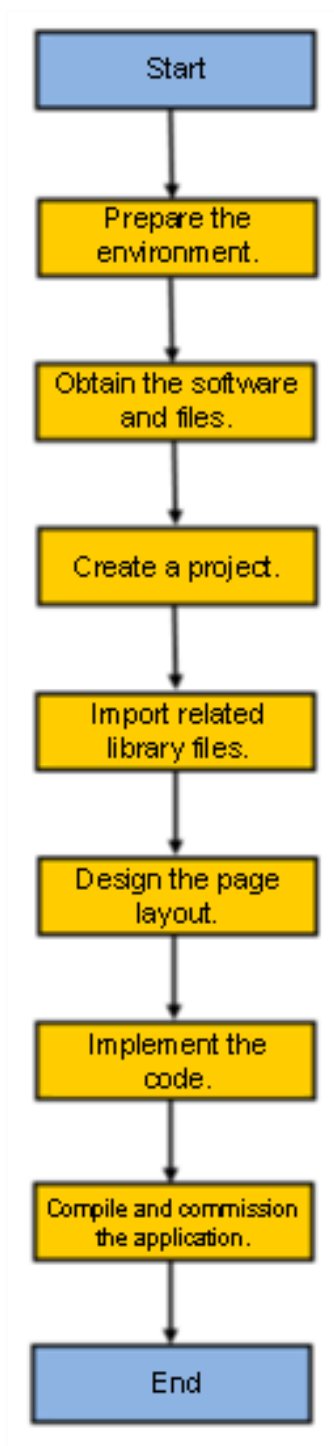 Start
Prepare the
environment.
Obtain the software
and files.
Create a project.
Import related
library files.
Design the page
layout.
Implement the
code.
Compile and commission
the application.
End